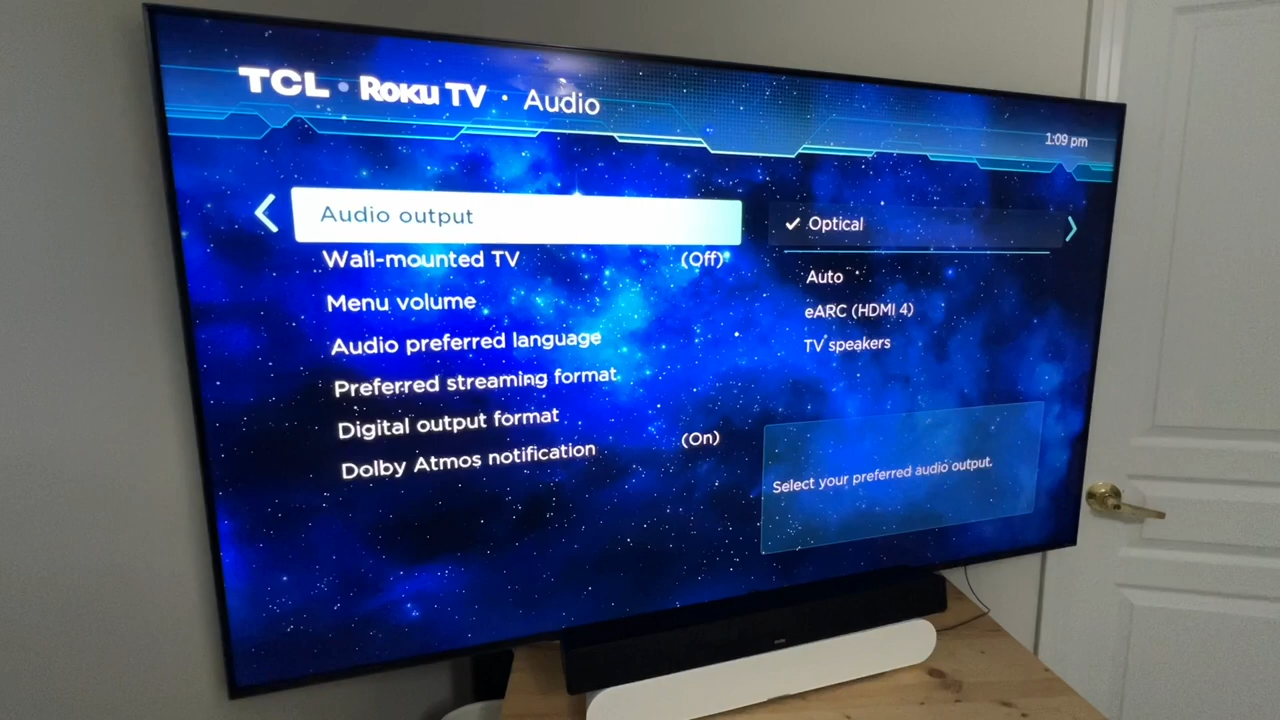 TCL • Roku TV • Audio
1:09 pm
Audio output
Wall-mounted TV (Off)
Menu volume
Audio preferred language
Preferred streaming format
Digital output format
Dolby Atmos notification (On)
Optical
Auto
eARC (HDMI 4)
TV speakers
Select your preferred audio output.